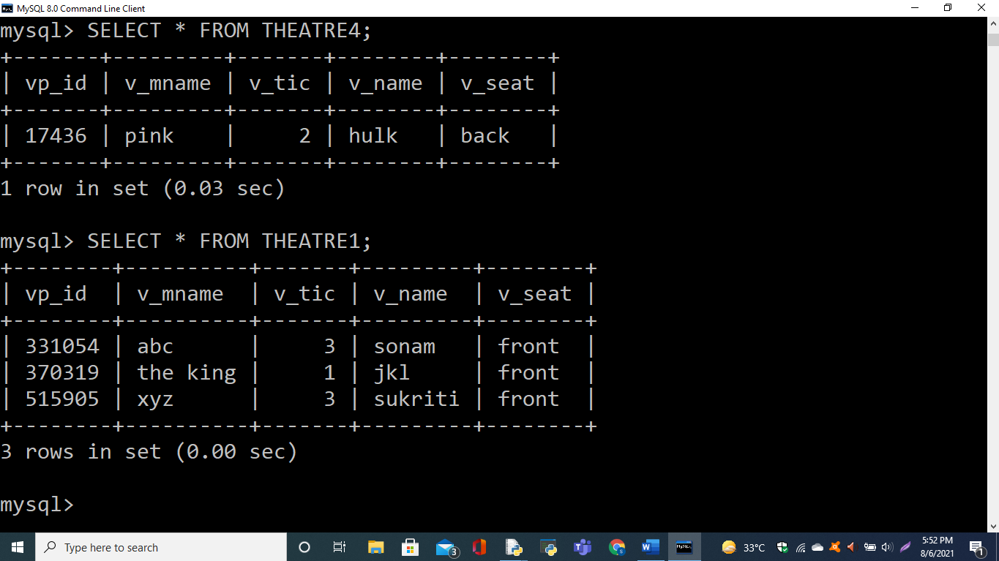 MySQL 8.0 Command Line Client
mysql> SELECT * FROM THEATRE4;
+-------+---------+-------+--------+--------+
| vp_id | v_mname | v_tic | v_name | v_seat |
+-------+---------+-------+--------+--------+
| 17436 | pink    |     2 | hulk   | back   |
+-------+---------+-------+--------+--------+
1 row in set (0.03 sec)
mysql> SELECT * FROM THEATRE1;
+--------+----------+-------+---------+--------+
| vp_id  | v_mname  | v_tic | v_name  | v_seat |
+--------+----------+-------+---------+--------+
| 331054 | abc      |     3 | sonam   | front  |
| 370319 | the king |     1 | jkl     | front  |
| 515905 | xyz      |     3 | sukriti | front  |
+--------+----------+-------+---------+--------+
3 rows in set (0.00 sec)
mysql>
Type here to search
3
33°C
5:52 PM
8/6/2021
1